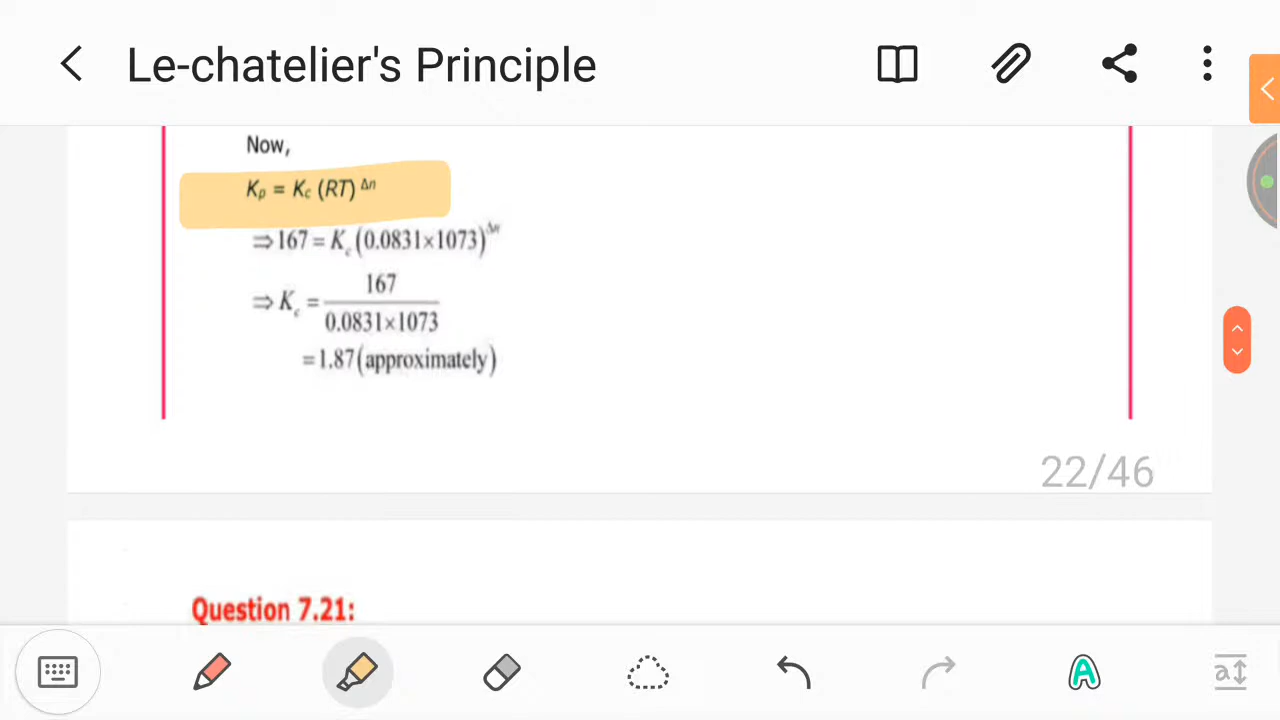 Le-chatelier's Principle
Now,
Kp = Kc (RT) Δn
⇒167 = Kc (0.0831×1073)^Δn
⇒ Kc = 167 / 0.0831×1073
=1.87(approximately)
22/46
Question 7.21:
A
a